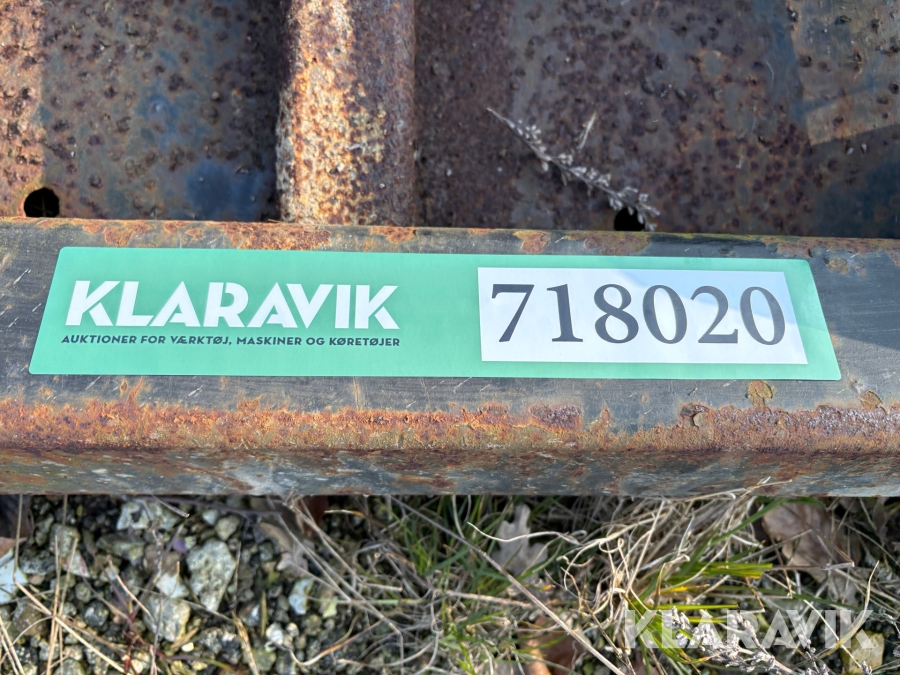 KLARAVIK
AUKTIONER FOR VÆRKTØJ, MASKINER OG KØRETØJER
718020
KLARAVIK